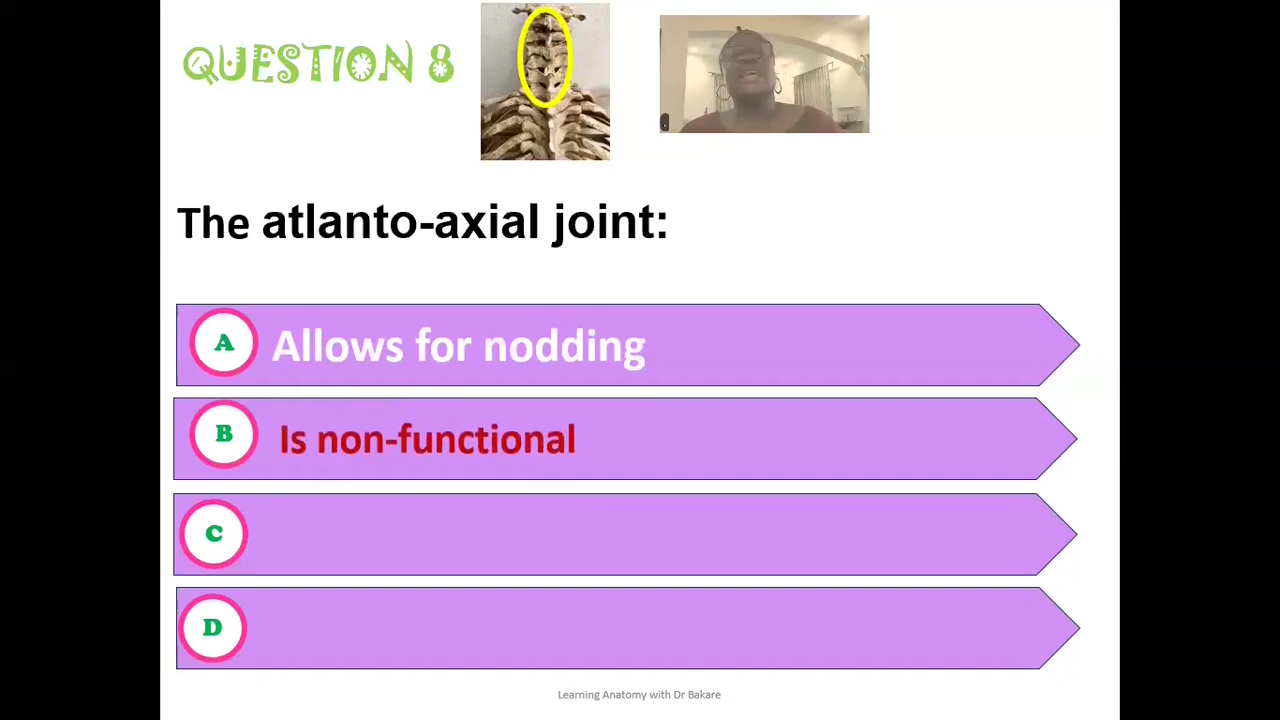 QUESTION 8
The atlanto-axial joint:
A Allows for nodding
B Is non-functional
C
D
Learning Anatomy with Dr Bakare